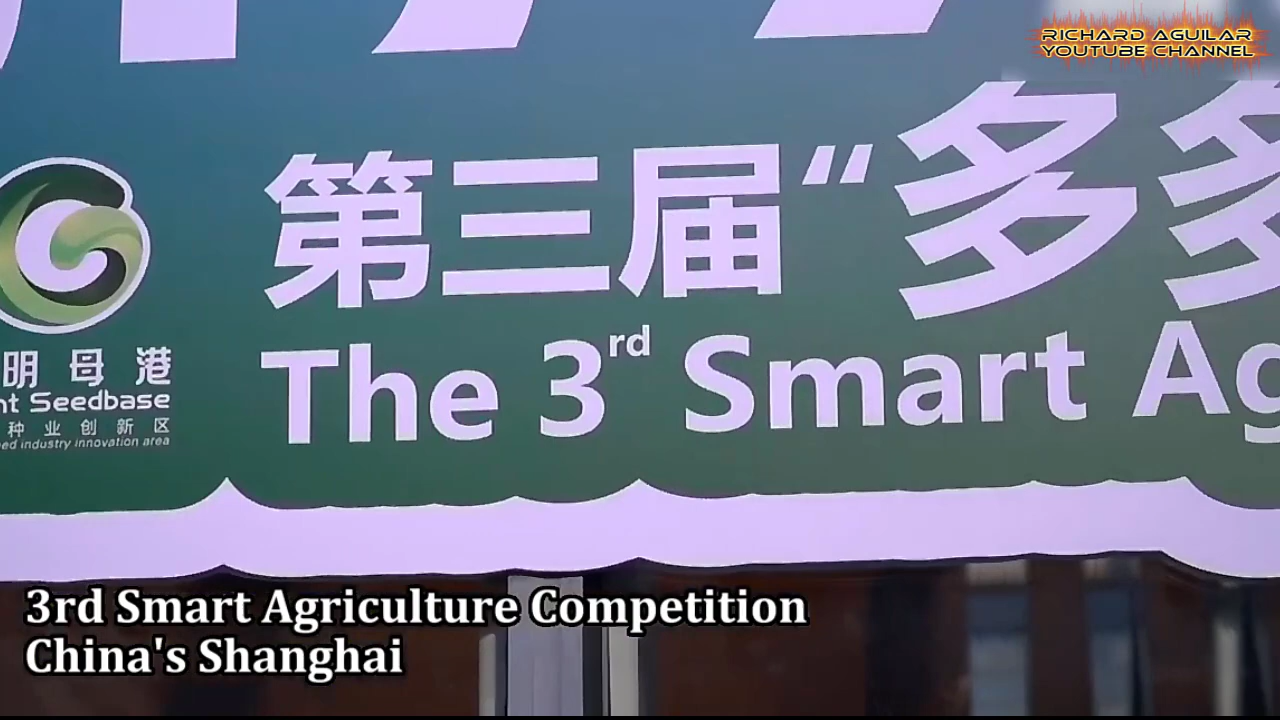 RICHARD AGUILAR
YOUTUBE CHANNEL
第三届“多多
The 3rd Smart Ag
明母港
nt Seedbase
种业创新区
ed industry innovation area
3rd Smart Agriculture Competition
China's Shanghai